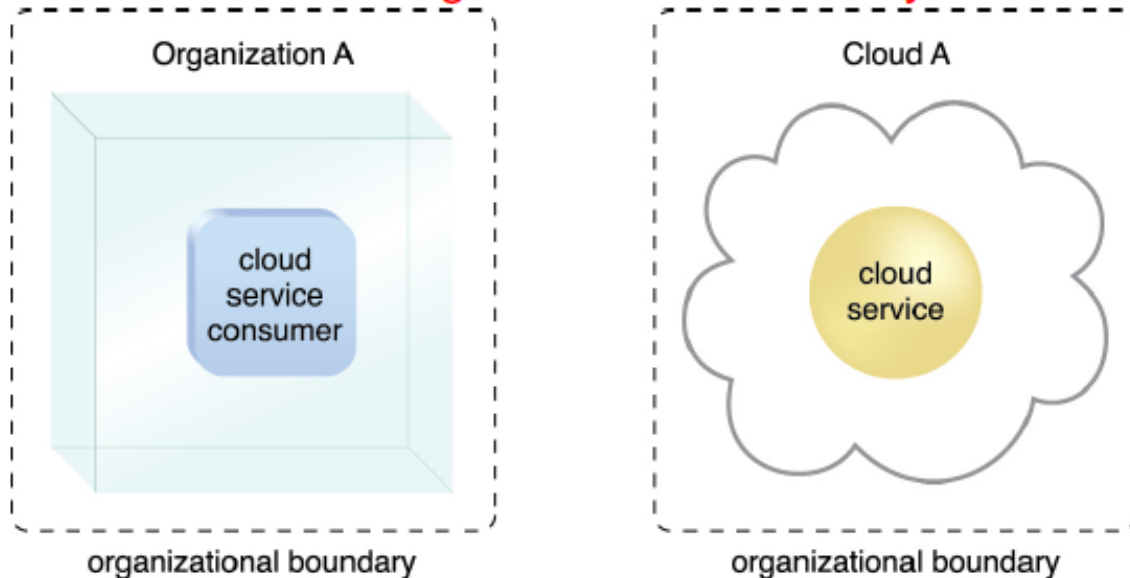 Organization A
Cloud A
cloud
service
consumer
cloud
service
organizational boundary
organizational boundary